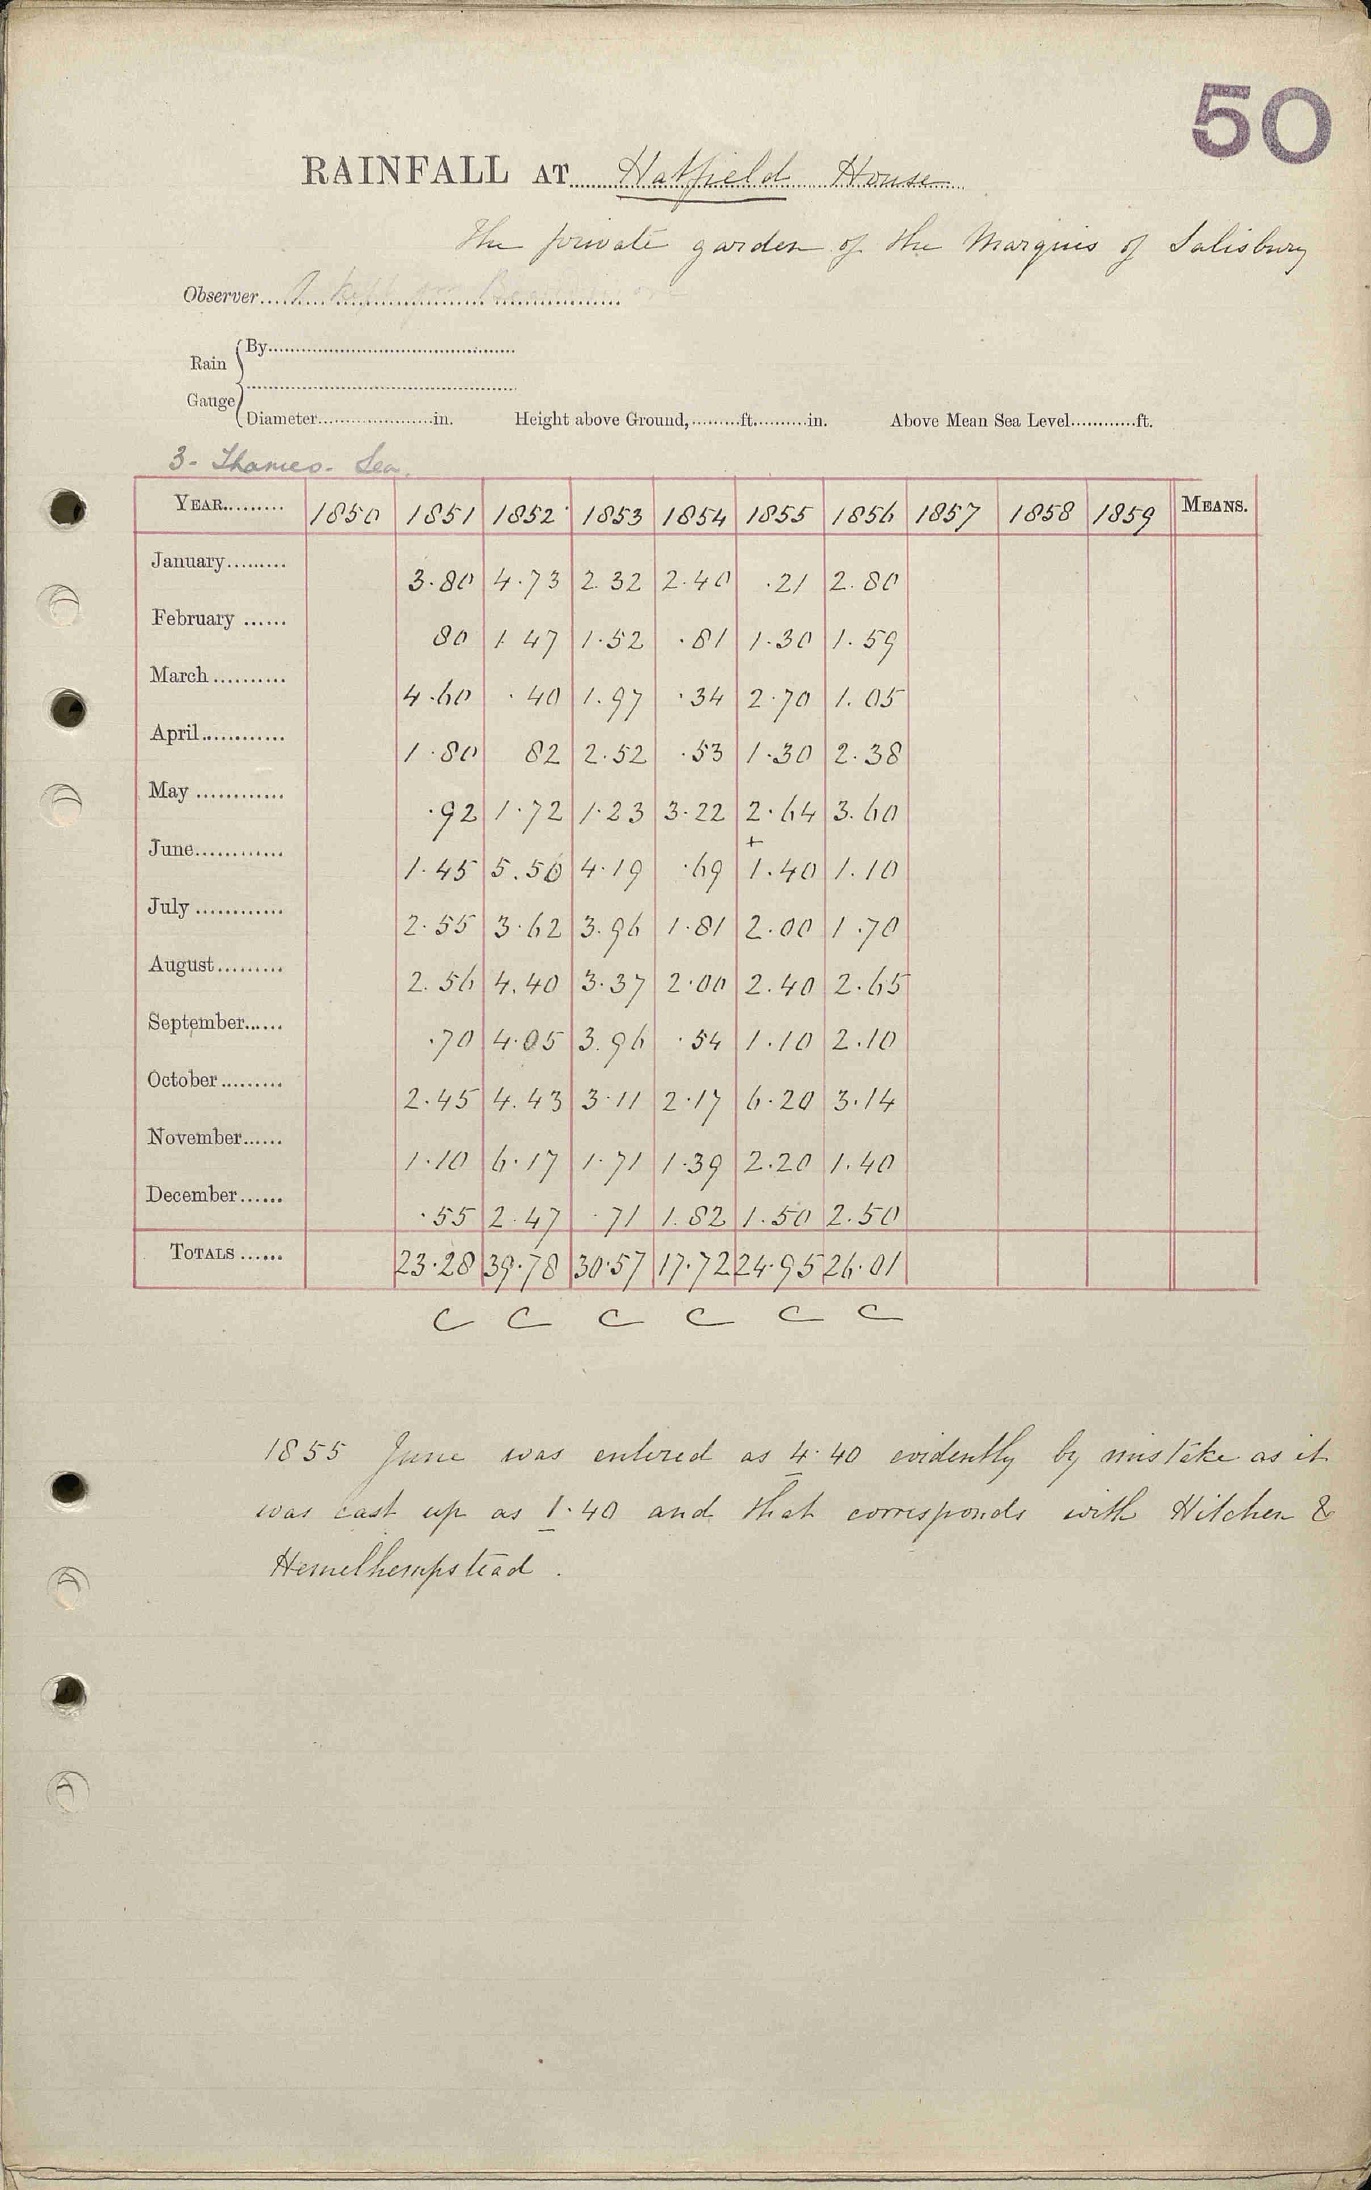 50
RAINFALL AT Hatfield House
The private garden of the Marquis of Salisbury
Observer
By
Rain
Gauge
Diameter in. Height above Ground, ft. in. Above Mean Sea Level ft.
3 - Thames - Lea.
YEAR 1850 1851 1852 1853 1854 1855 1856 1857 1858 1859 MEANS.
January 3.80 4.73 2.32 2.40 .21 2.80
February 80 1.47 1.52 .81 1.30 1.59
March 4.60 .40 1.97 .34 2.70 1.05
April 1.80 82 2.52 .53 1.30 2.38
May .92 1.72 1.23 3.22 2.64 3.60
+
June 1.45 5.50 4.19 .69 1.40 1.10
July 2.55 3.62 3.96 1.81 2.00 1.70
August 2.56 4.40 3.37 2.00 2.40 2.65
September .70 4.05 3.96 .54 1.10 2.10
October 2.45 4.43 3.11 2.17 6.20 3.14
November 1.10 6.17 1.71 1.39 2.20 1.40
December .55 2.47 .71 1.82 1.50 2.50
TOTALS 23.28 39.78 30.57 17.72 24.95 26.01
C C C C C C
1855 June was entered as 4.40 evidently by mistake as it
was cast up as 1.40 and that corresponds with Hitchen &
Hemelhempstead.